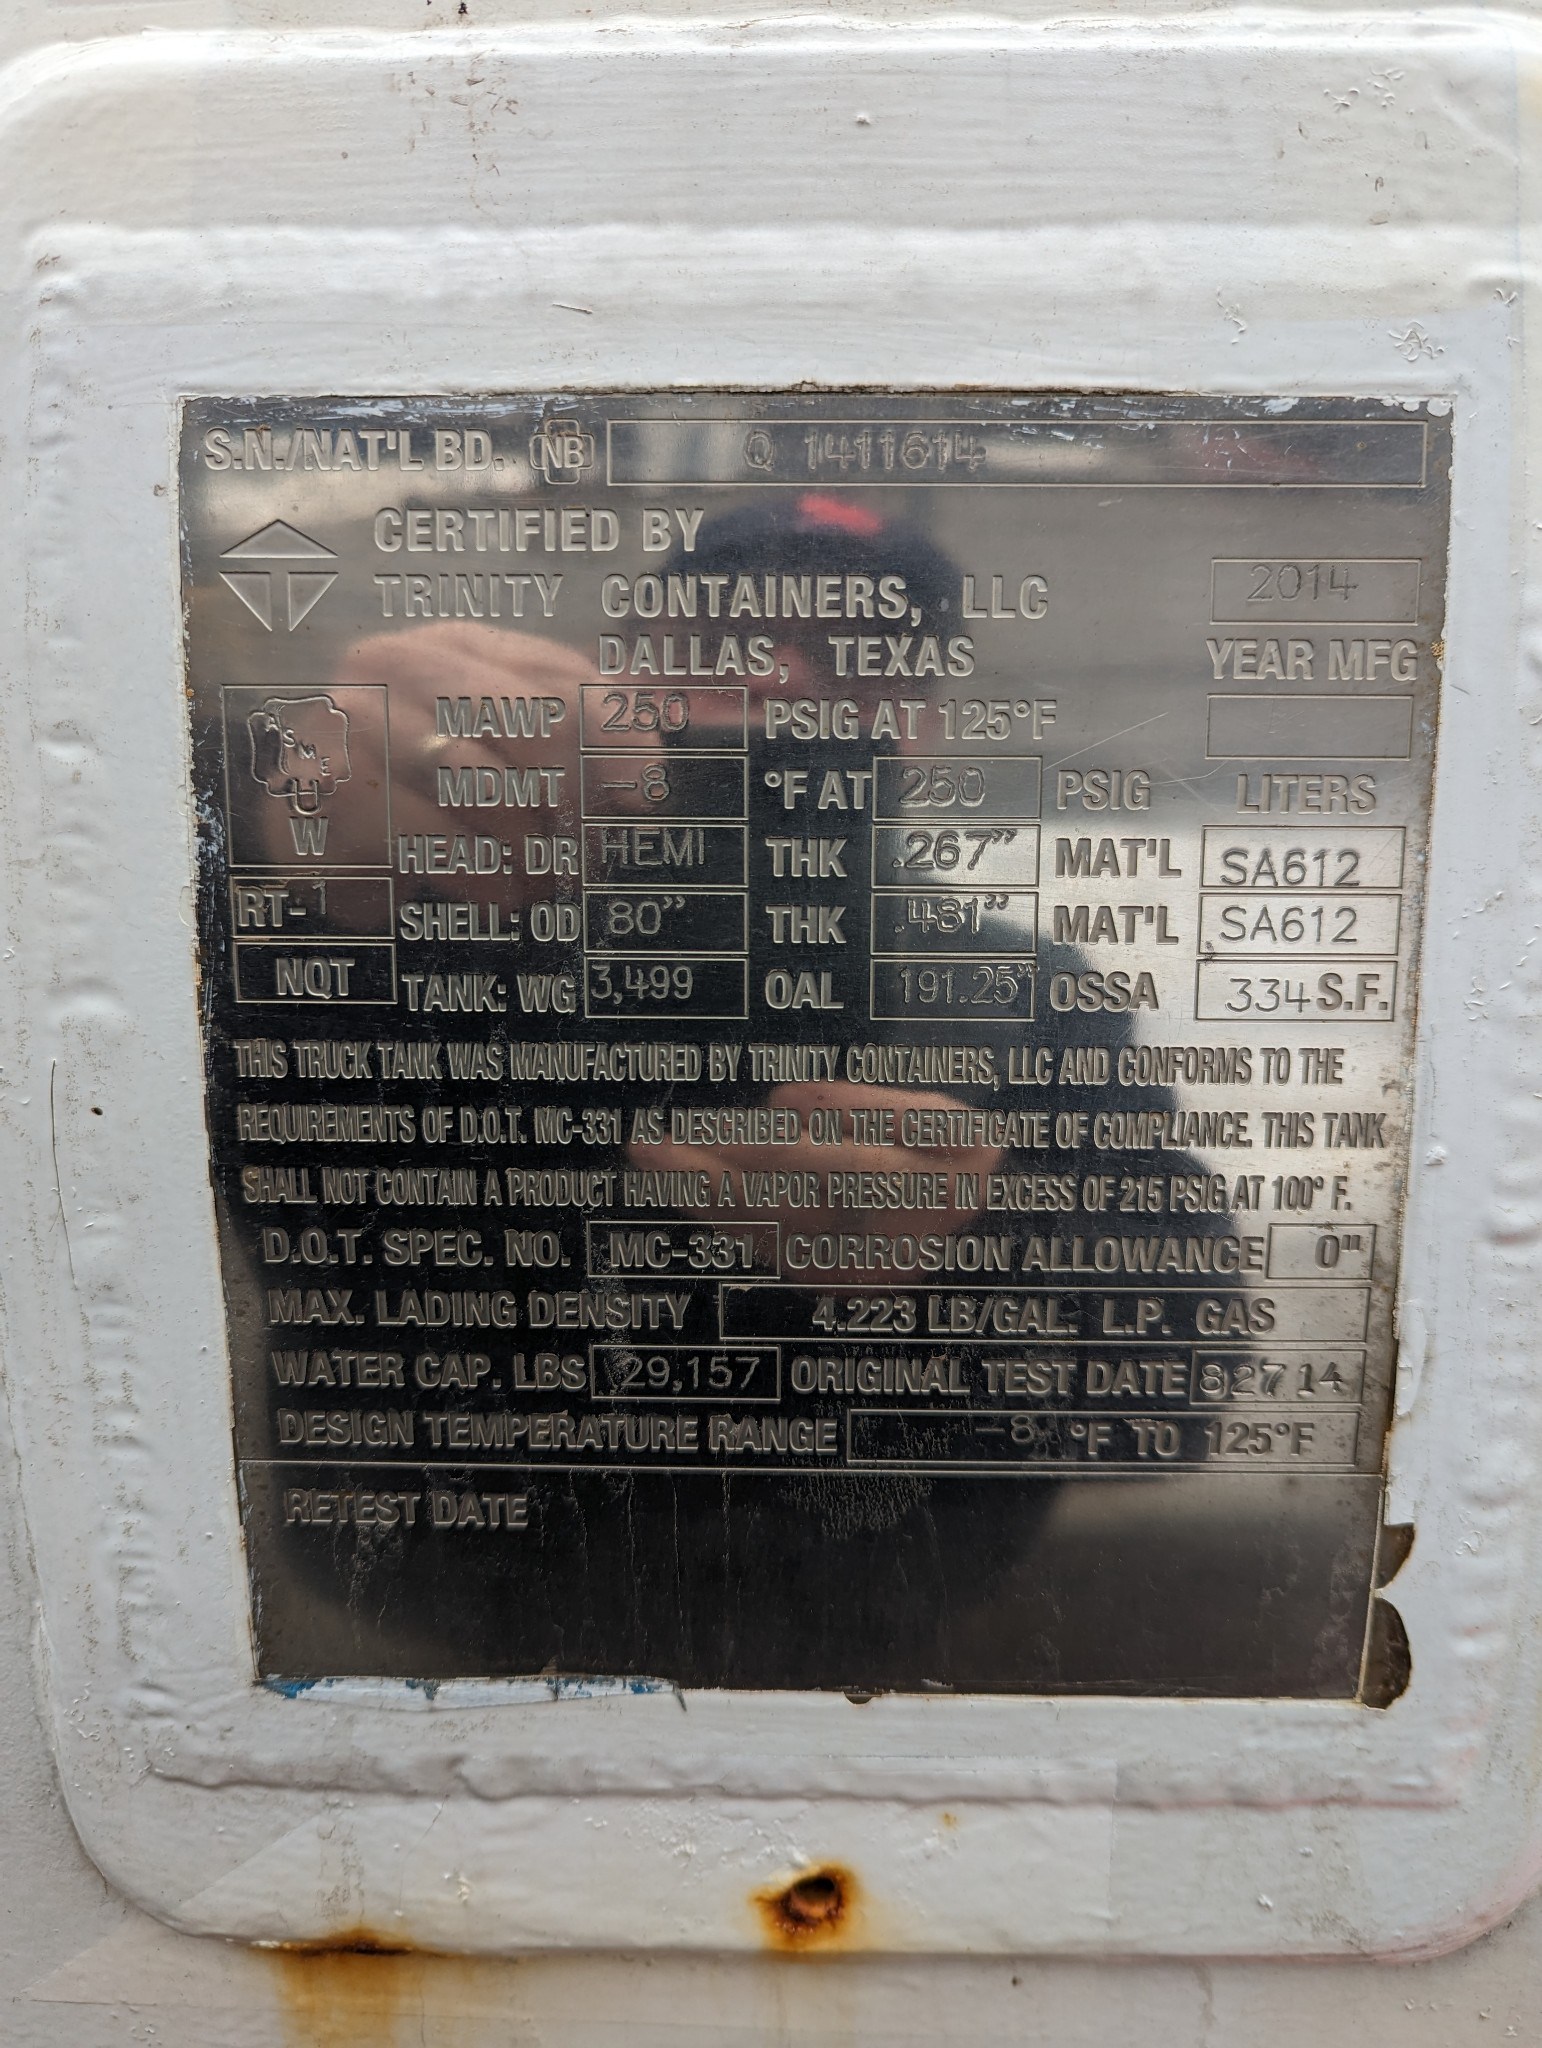 S.N./NAT'L BD. NB Q 1411614
CERTIFIED BY
TRINITY CONTAINERS, LLC
DALLAS, TEXAS
2014
YEAR MFG
ASME
U
W
MAWP 250 PSIG AT 125°F
MDMT -8 °F AT 250 PSIG LITERS
HEAD: DR HEMI THK .267" MAT'L SA612
RT-1 SHELL: OD 80" THK .481" MAT'L SA612
NQT TANK: WG 3,499 OAL 191.25" OSSA 334 S.F.
THIS TRUCK TANK WAS MANUFACTURED BY TRINITY CONTAINERS, LLC AND CONFORMS TO THE
REQUIREMENTS OF D.O.T. MC-331 AS DESCRIBED ON THE CERTIFICATE OF COMPLIANCE. THIS TANK
SHALL NOT CONTAIN A PRODUCT HAVING A VAPOR PRESSURE IN EXCESS OF 215 PSIG AT 100° F.
D.O.T. SPEC. NO. MC-331 CORROSION ALLOWANCE 0"
MAX. LADING DENSITY 4.223 LB/GAL. L.P. GAS
WATER CAP. LBS 29,157 ORIGINAL TEST DATE 82714
DESIGN TEMPERATURE RANGE -8 °F TO 125°F
RETEST DATE